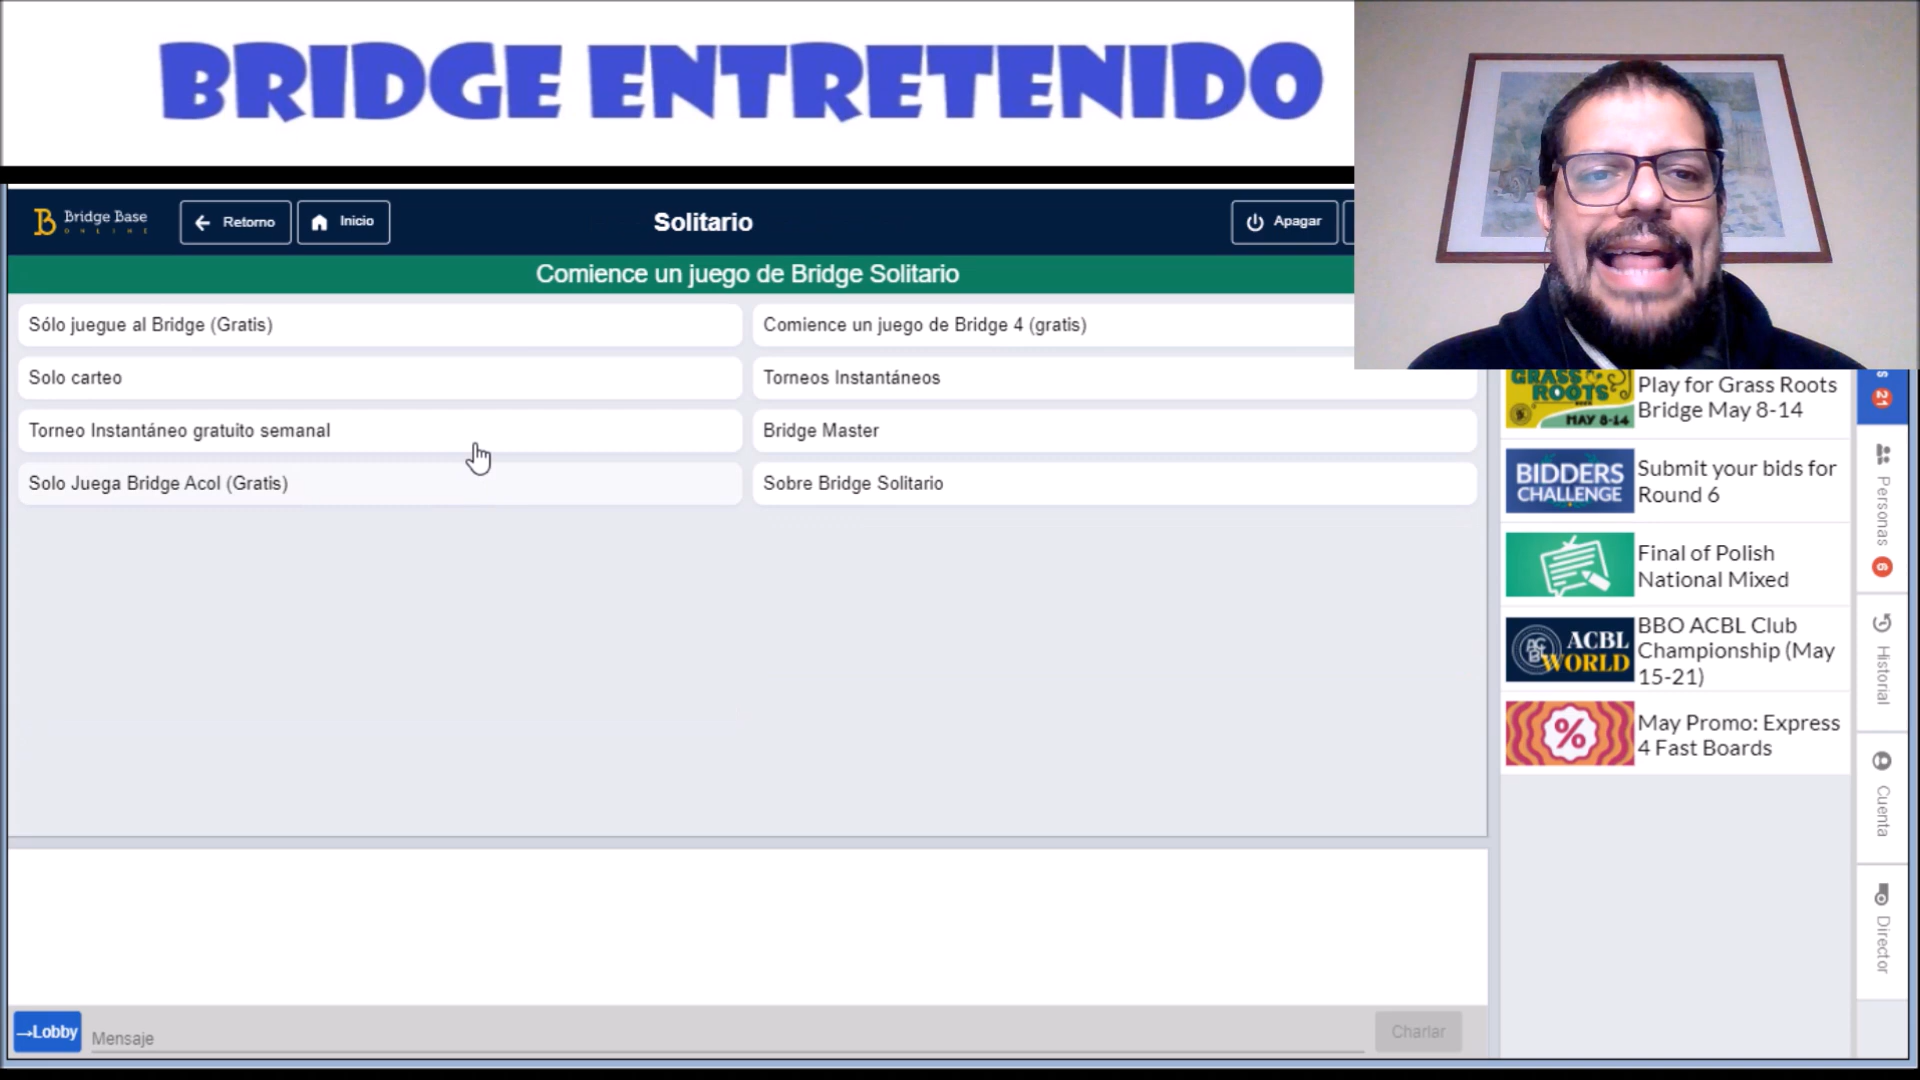 BRIDGE ENTRETENIDO
Bridge Base
ONLINE
Retorno
Inicio
Solitario
Apagar
Comience un juego de Bridge Solitario
Sólo juegue al Bridge (Gratis)
Comience un juego de Bridge 4 (gratis)
Solo carteo
Torneos Instantáneos
Torneo Instantáneo gratuito semanal
Bridge Master
Solo Juega Bridge Acol (Gratis)
Sobre Bridge Solitario
GRASS
ROOTS
MAY 8-14
Play for Grass Roots
Bridge May 8-14
BIDDERS
CHALLENGE
Submit your bids for
Round 6
Final of Polish
National Mixed
ACBL
WORLD
BBO ACBL Club
Championship (May
15-21)
%
May Promo: Express
4 Fast Boards
s 21
Personas 6
Historial
Cuenta
Director
→Lobby
Mensaje
Charlar